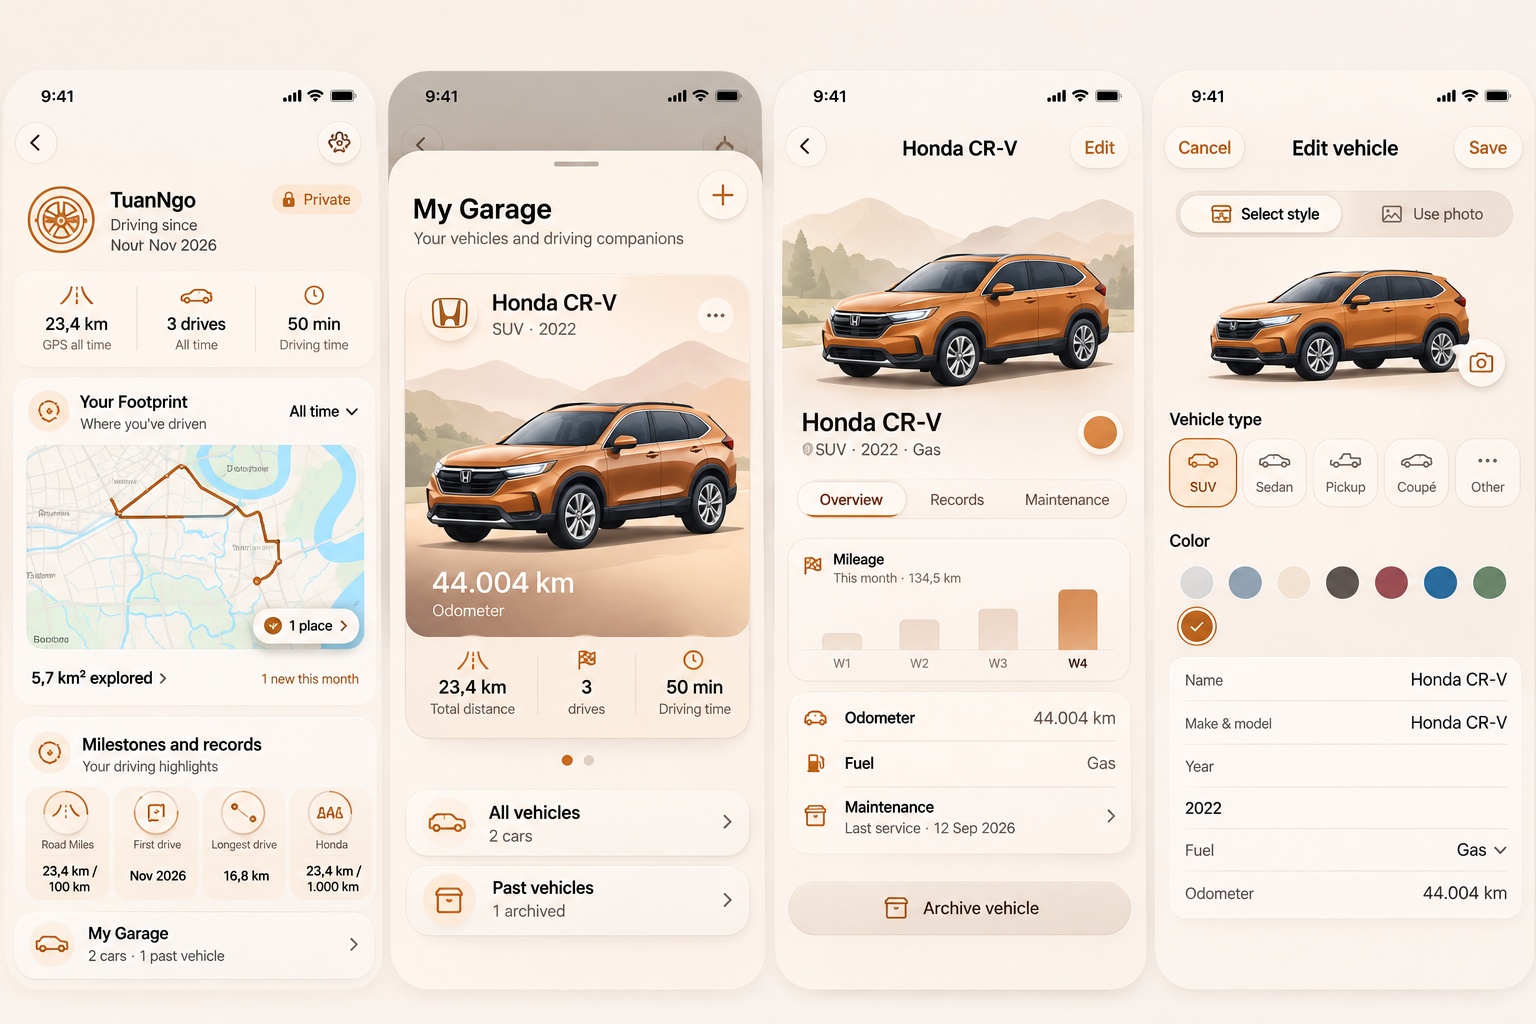 9:41
TuanNgo
Private
Driving since
Nov 2026
23,4 km
GPS all time
3 drives
All time
50 min
Driving time
Your Footprint
Where you've driven
All time
1 place
5,7 km² explored
1 new this month
Milestones and records
Your driving highlights
Road Miles
23,4 km /
100 km
First drive
Nov 2026
Longest drive
16,8 km
Honda
23,4 km /
1.000 km
My Garage
2 cars · 1 past vehicle
9:41
My Garage
Your vehicles and driving companions
Honda CR-V
SUV · 2022
44.004 km
Odometer
23,4 km
Total distance
3
drives
50 min
Driving time
All vehicles
2 cars
Past vehicles
1 archived
9:41
Honda CR-V
Edit
Honda CR-V
SUV · 2022 · Gas
Overview
Records
Maintenance
Mileage
This month · 134,5 km
W1
W2
W3
W4
Odometer
44.004 km
Fuel
Gas
Maintenance
Last service · 12 Sep 2026
Archive vehicle
9:41
Cancel
Edit vehicle
Save
Select style
Use photo
Vehicle type
SUV
Sedan
Pickup
Coupé
Other
Color
Name
Honda CR-V
Make & model
Honda CR-V
Year
2022
Fuel
Gas
Odometer
44.004 km